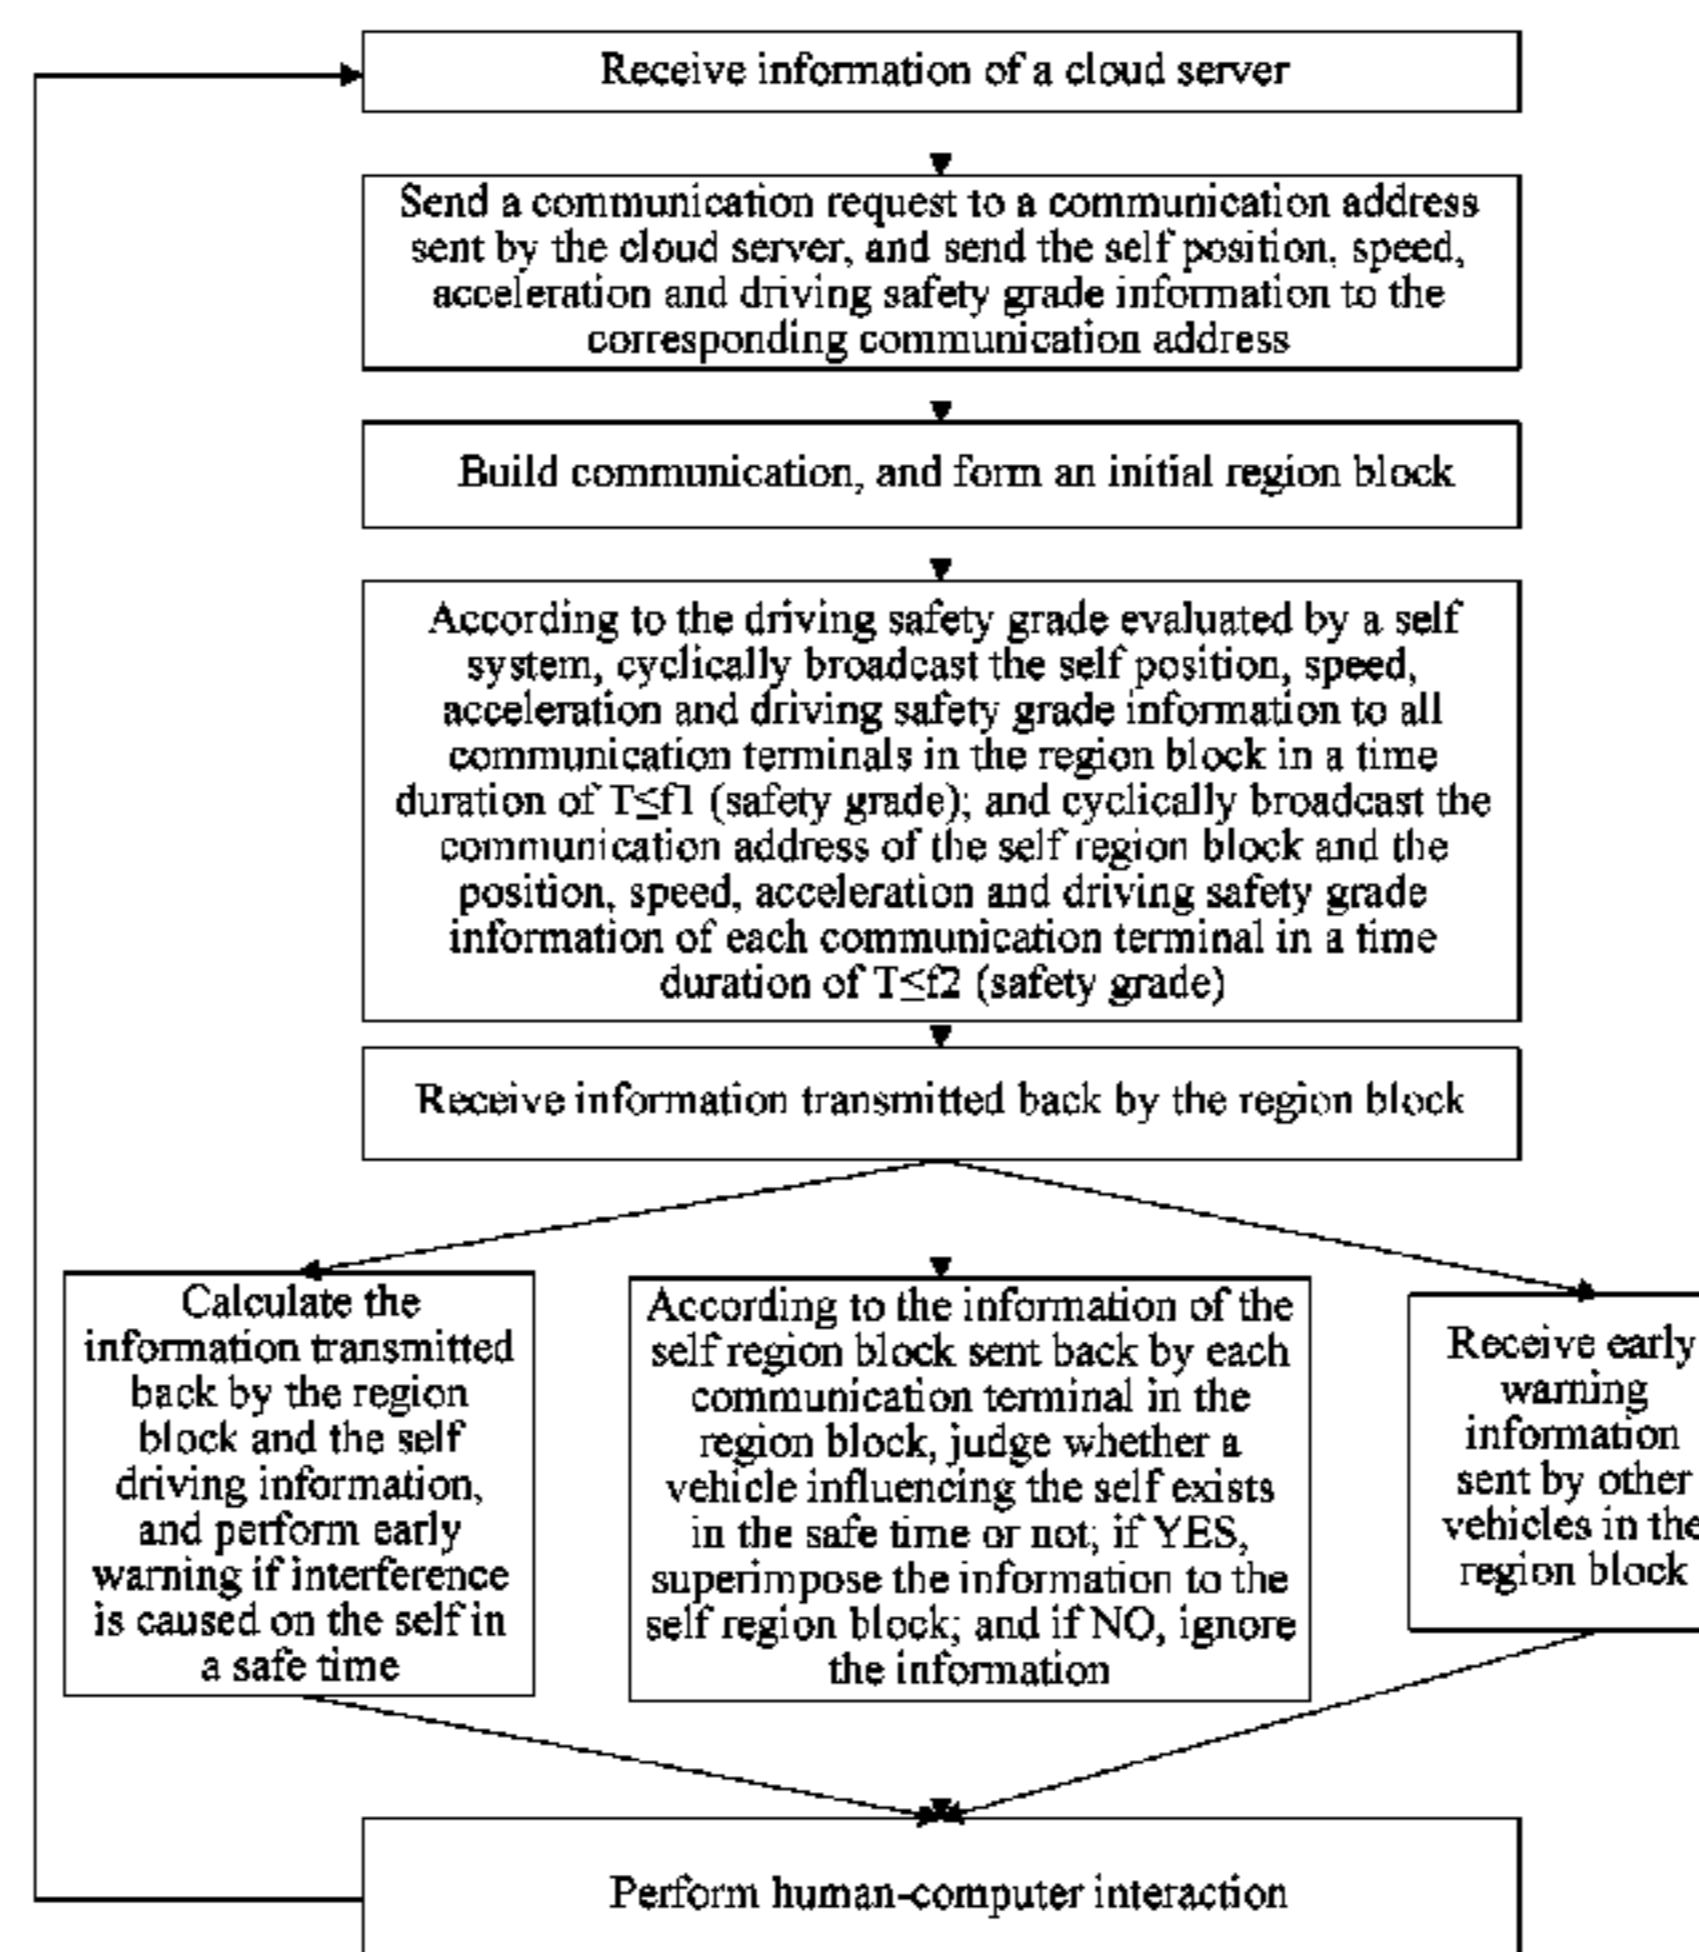 Receive information of a cloud server
Send a communication request to a communication address
sent by the cloud server, and send the self position, speed,
acceleration and driving safety grade information to the
corresponding communication address
Build communication, and form an initial region block
According to the driving safety grade evaluated by a self
system, cyclically broadcast the self position, speed,
acceleration and driving safety grade information to all
communication terminals in the region block in a time
duration of T≤f1 (safety grade); and cyclically broadcast the
communication address of the self region block and the
position, speed, acceleration and driving safety grade
information of each communication terminal in a time
duration of T≤f2 (safety grade)
Receive information transmitted back by the region block
Calculate the
information transmitted
back by the region
block and the self
driving information,
and perform early
warning if interference
is caused on the self in
a safe time
According to the information of the
self region block sent back by each
communication terminal in the
region block, judge whether a
vehicle influencing the self exists
in the safe time or not; if YES,
superimpose the information to the
self region block; and if NO, ignore
the information
Receive early
warning
information
sent by other
vehicles in the
region block
Perform human-computer interaction